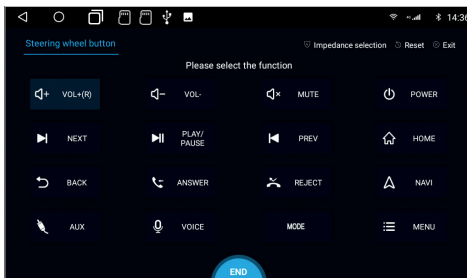 14:36
Steering wheel button
Impedance selection Reset Exit
Please select the function
VOL+(R) VOL- MUTE POWER
NEXT PLAY/
PAUSE PREV HOME
BACK ANSWER REJECT NAVI
AUX VOICE MODE MENU
END